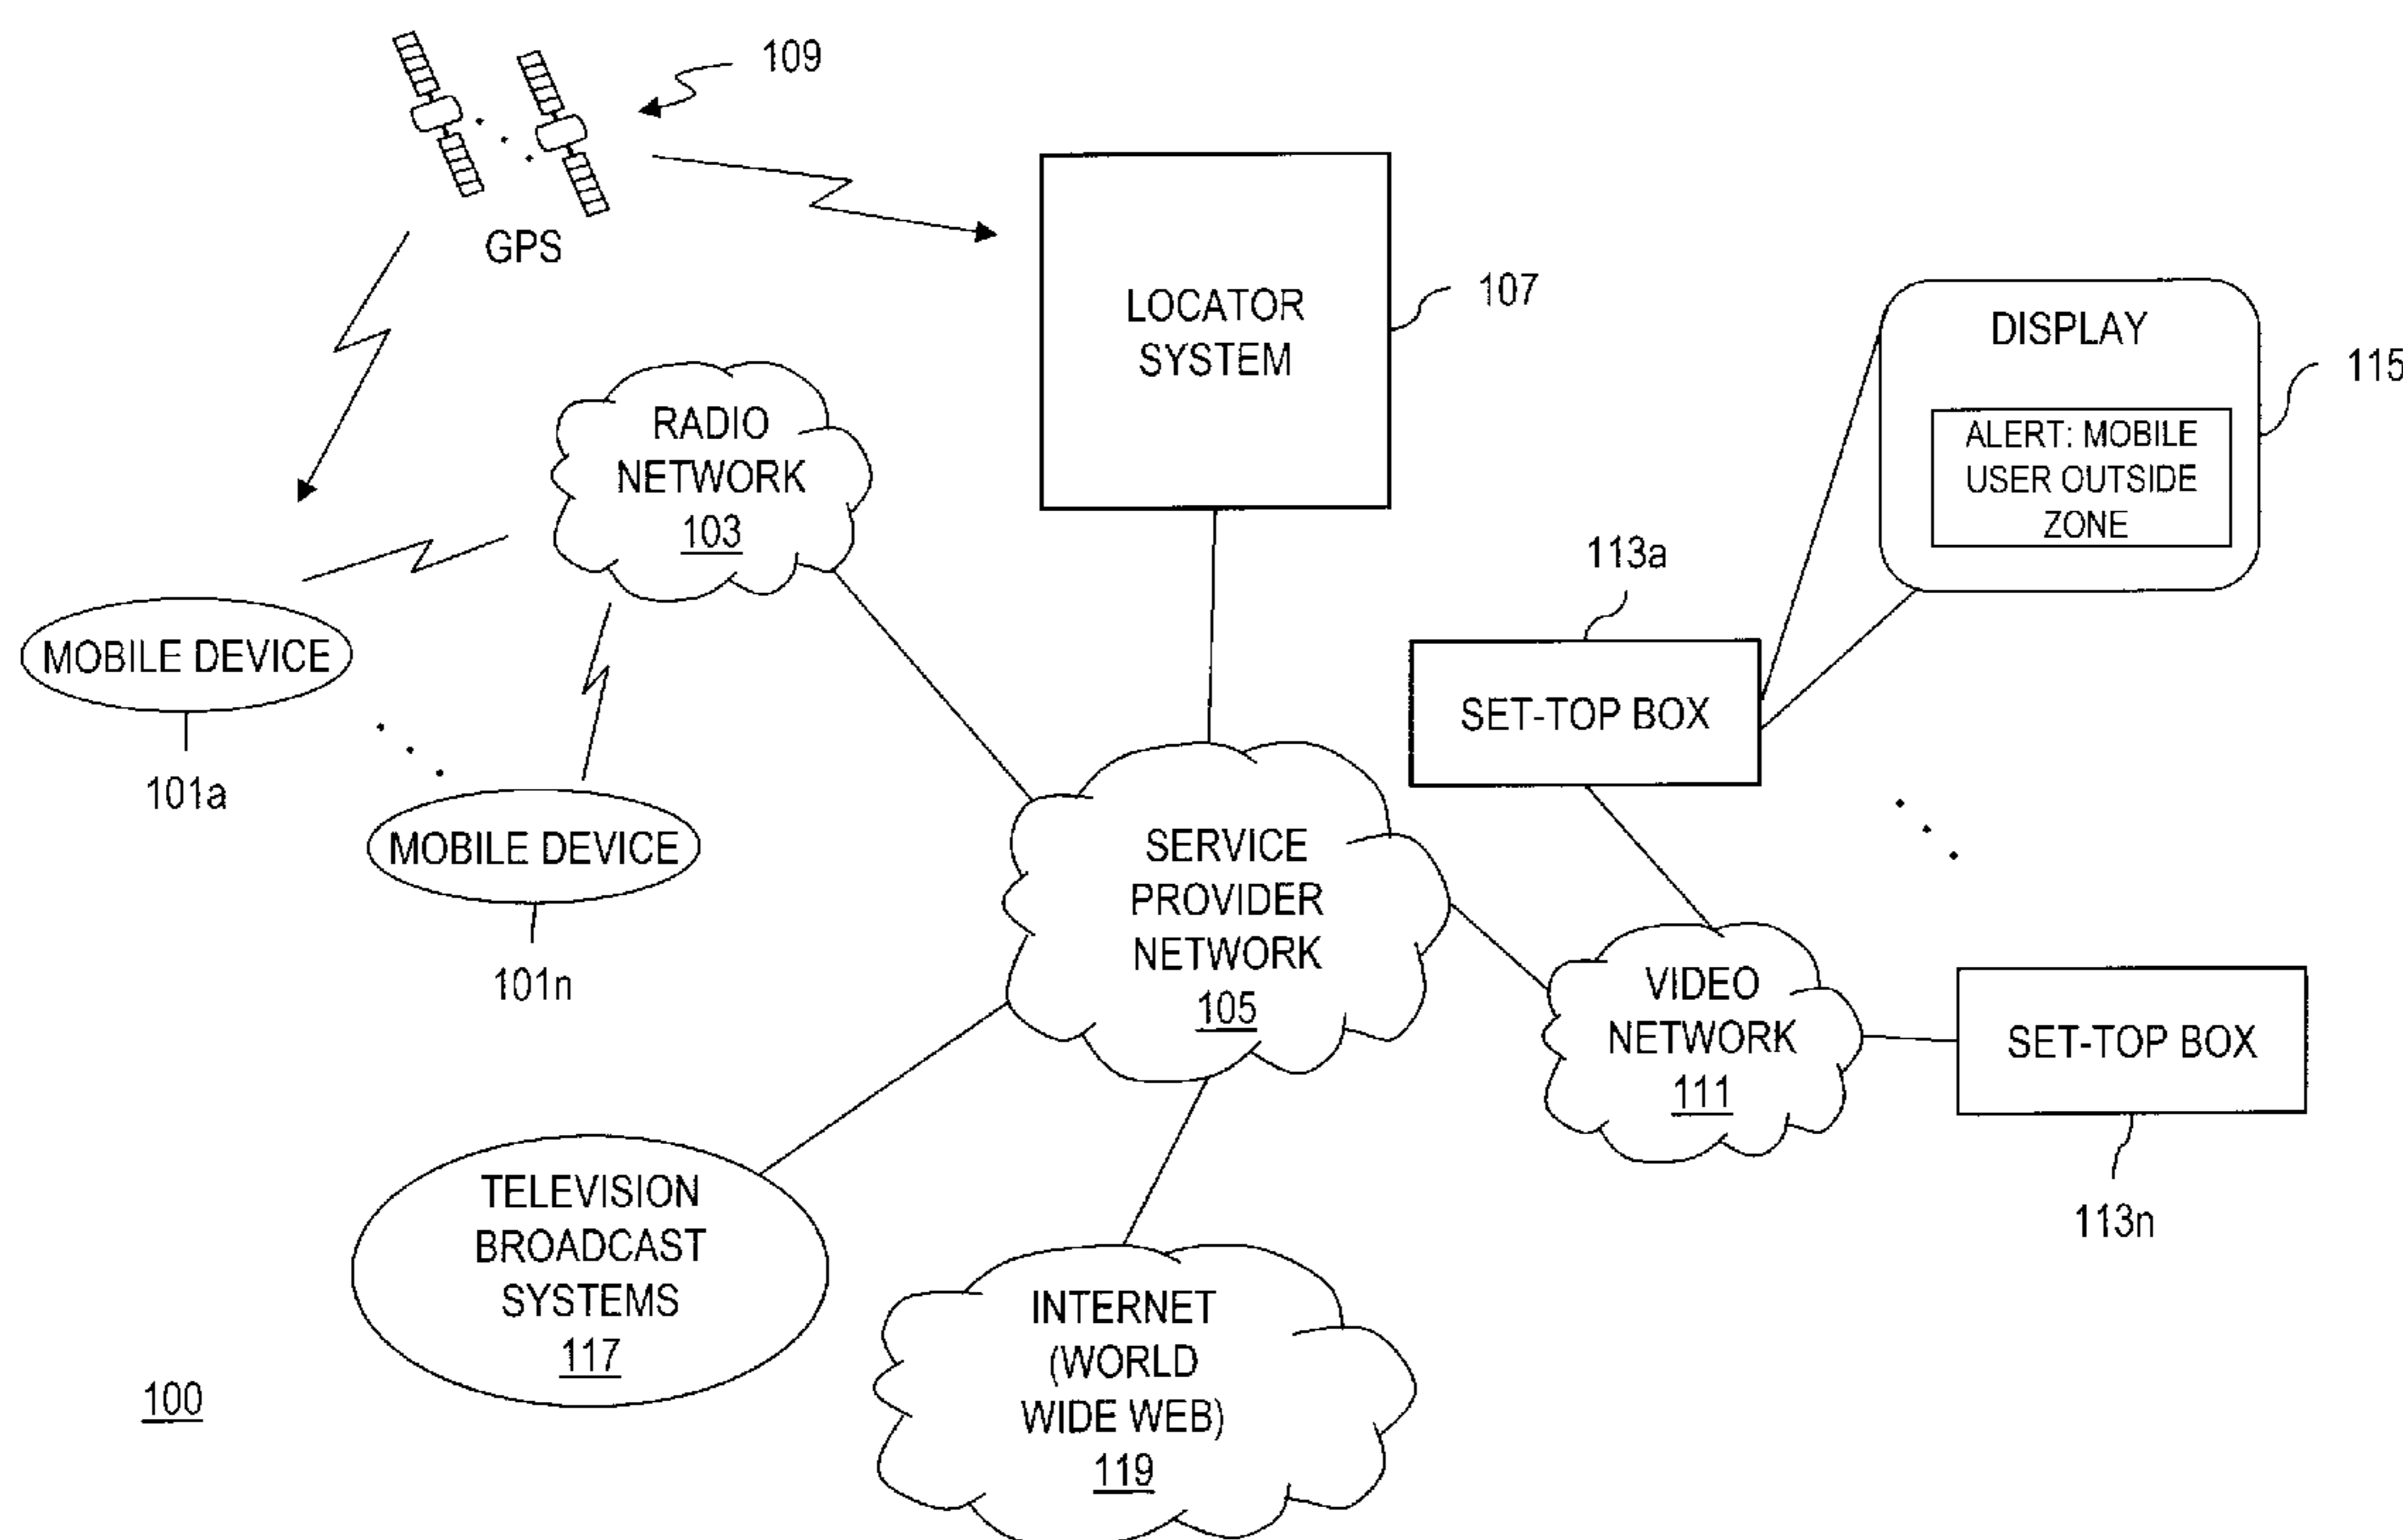 109
GPS
LOCATOR
SYSTEM
107
DISPLAY
115
ALERT: MOBILE
USER OUTSIDE
ZONE
RADIO
NETWORK
103
113a
MOBILE DEVICE
101a
SET-TOP BOX
MOBILE DEVICE
101n
SERVICE
PROVIDER
NETWORK
105
VIDEO
NETWORK
111
SET-TOP BOX
113n
TELEVISION
BROADCAST
SYSTEMS
117
INTERNET
(WORLD
WIDE WEB)
119
100